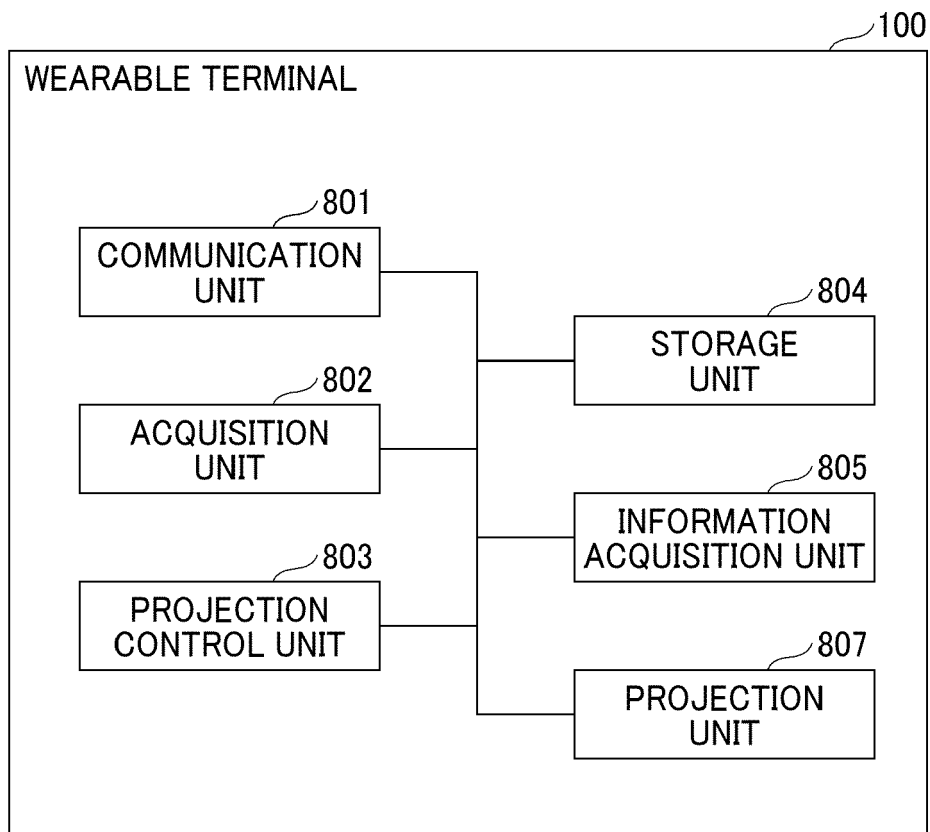 100
WEARABLE TERMINAL
801
COMMUNICATION
UNIT
802
ACQUISITION
UNIT
803
PROJECTION
CONTROL UNIT
804
STORAGE
UNIT
805
INFORMATION
ACQUISITION UNIT
807
PROJECTION
UNIT